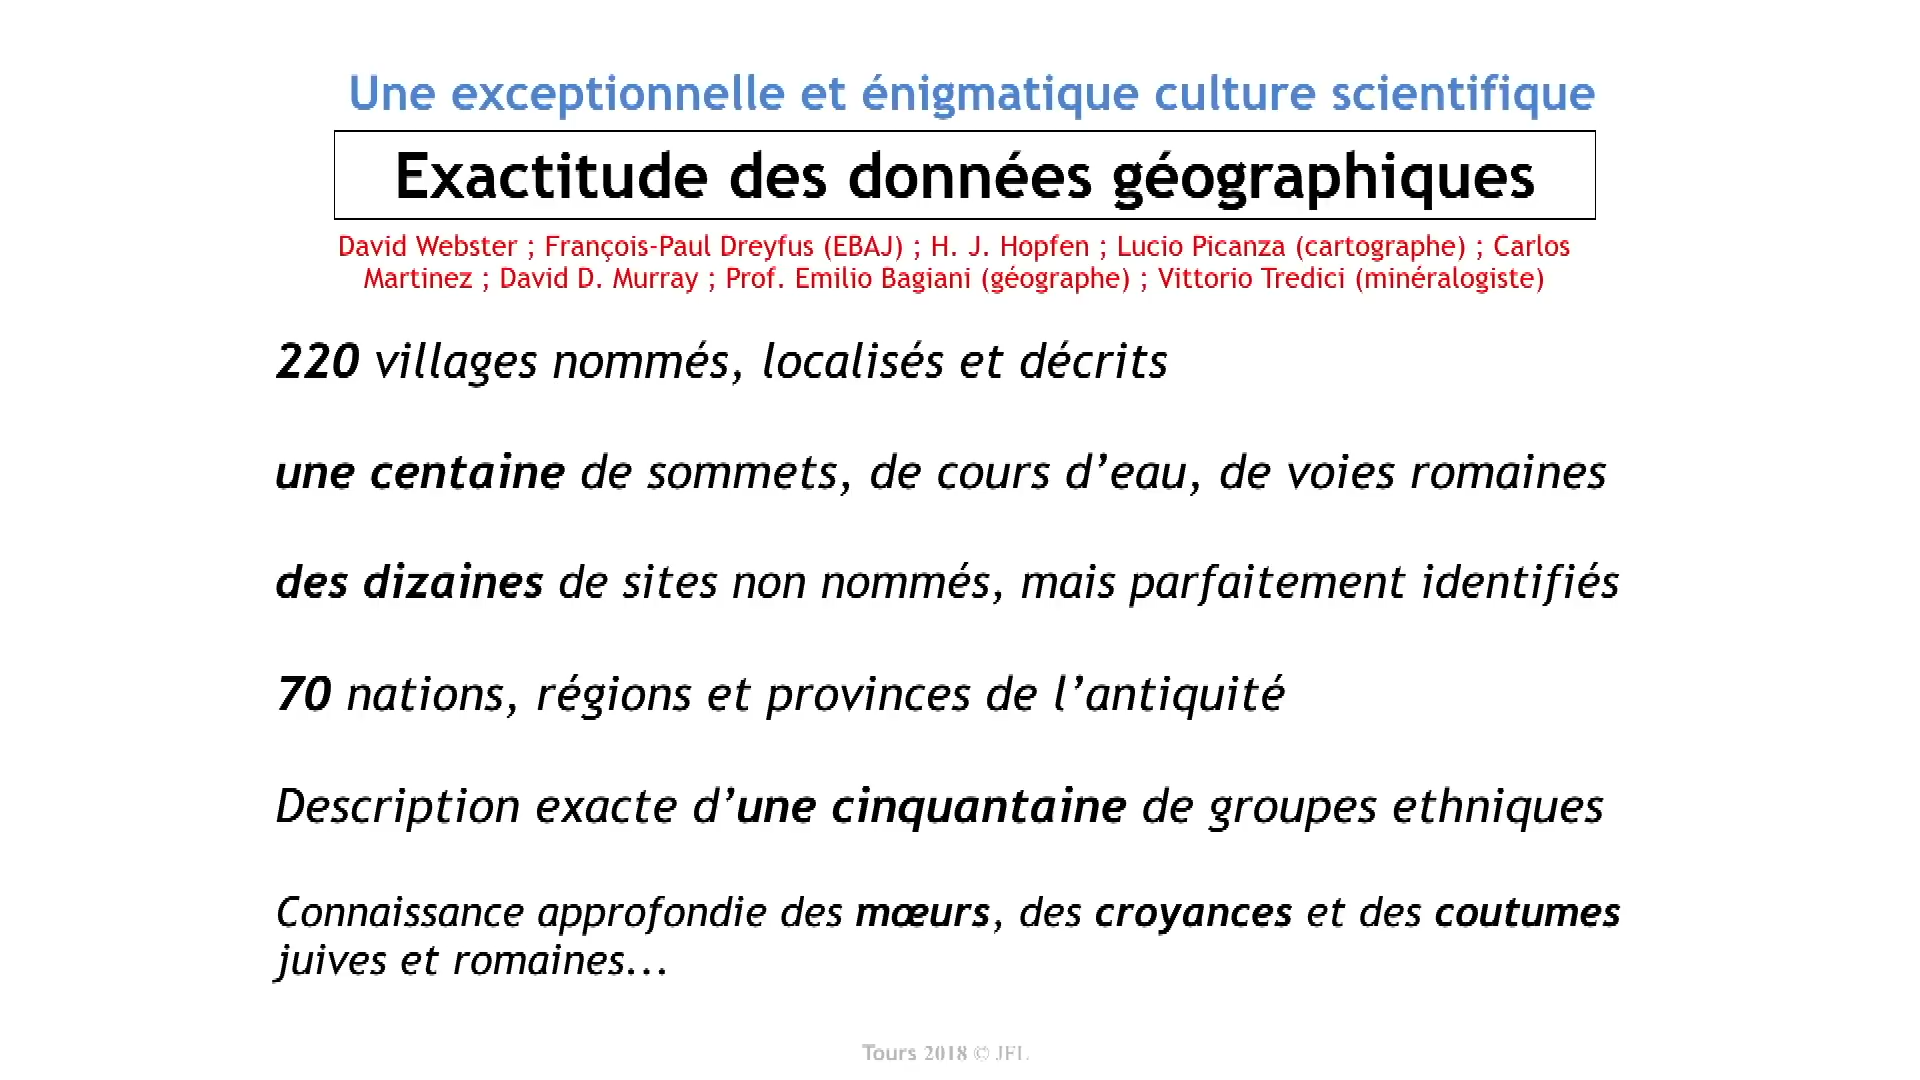 Une exceptionnelle et énigmatique culture scientifique
Exactitude des données géographiques
David Webster ; François-Paul Dreyfus (EBAJ) ; H. J. Hopfen ; Lucio Picanza (cartographe) ; Carlos
Martinez ; David D. Murray ; Prof. Emilio Bagiani (géographe) ; Vittorio Tredici (minéralogiste)
220 villages nommés, localisés et décrits
une centaine de sommets, de cours d’eau, de voies romaines
des dizaines de sites non nommés, mais parfaitement identifiés
70 nations, régions et provinces de l’antiquité
Description exacte d’une cinquantaine de groupes ethniques
Connaissance approfondie des mœurs, des croyances et des coutumes
juives et romaines...
Tours 2018 © JFL